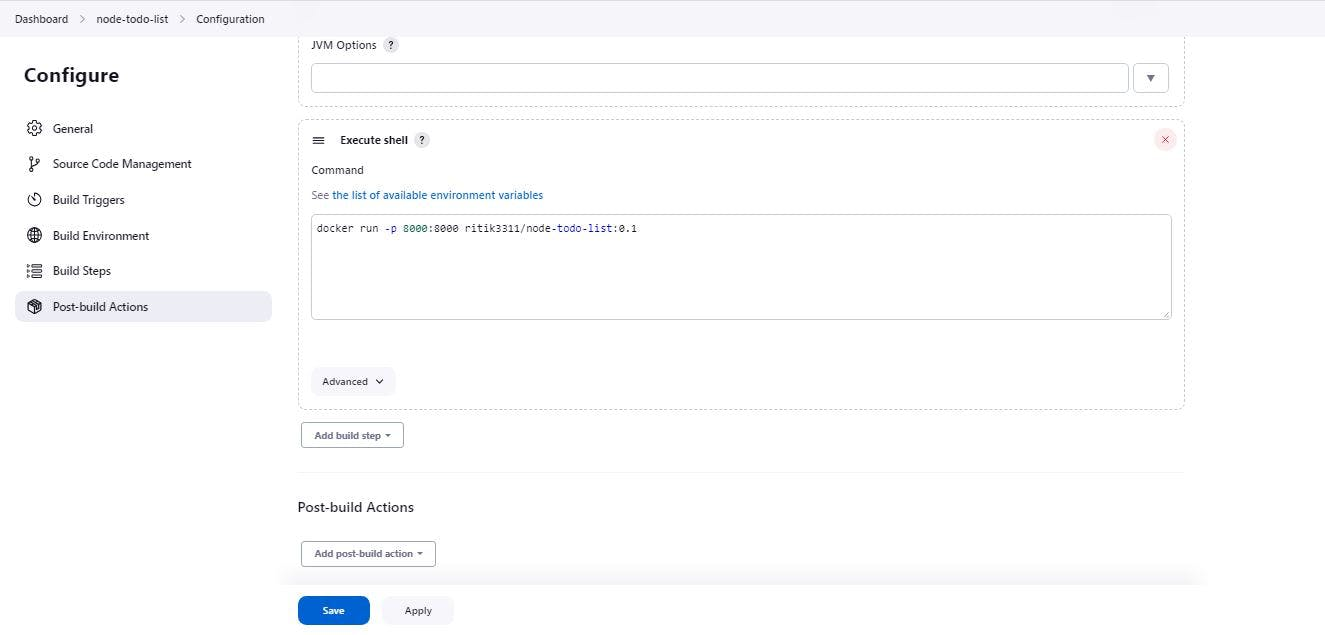 Dashboard > node-todo-list > Configuration
Configure
General
Source Code Management
Build Triggers
Build Environment
Build Steps
Post-build Actions
JVM Options ?
Execute shell ?
Command
See the list of available environment variables
docker run -p 8000:8000 ritik3311/node-todo-list:0.1
Advanced
Add build step
Post-build Actions
Add post-build action
Save Apply